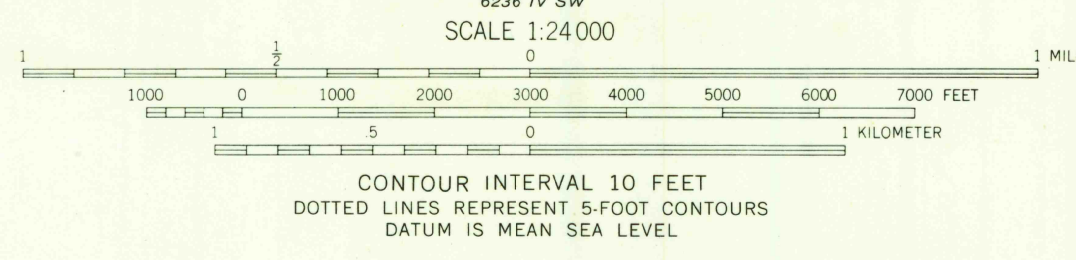 6236 IV SW
SCALE 1:24 000
1 1/2 0 1 MIL
1000 0 1000 2000 3000 4000 5000 6000 7000 FEET
1 .5 0 1 KILOMETER
CONTOUR INTERVAL 10 FEET
DOTTED LINES REPRESENT 5-FOOT CONTOURS
DATUM IS MEAN SEA LEVEL